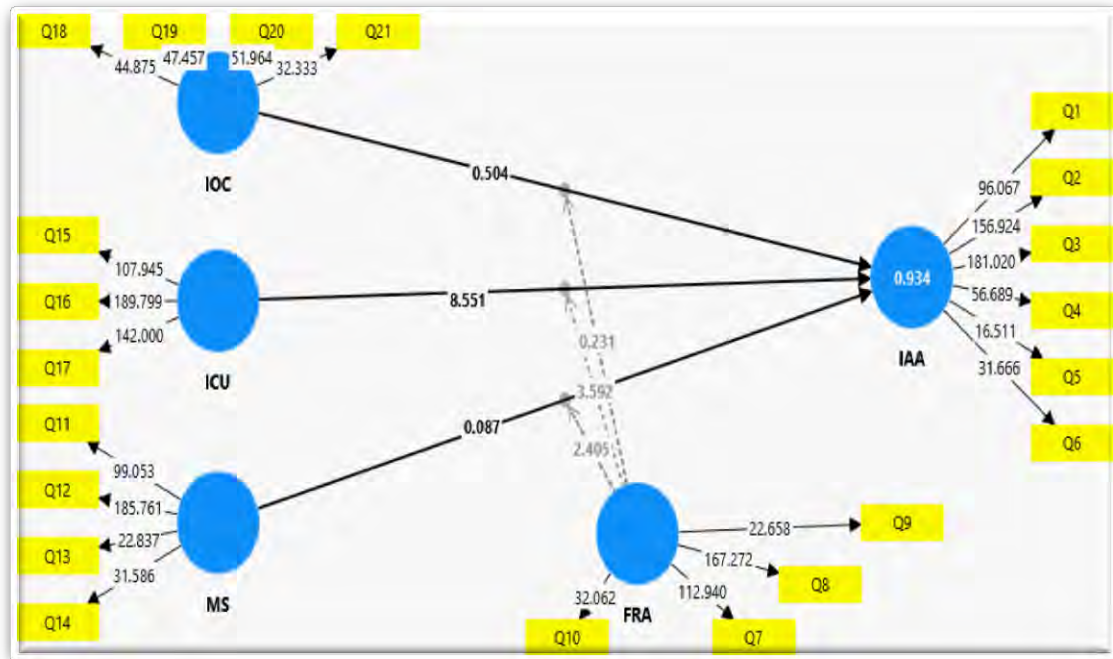 Q18
Q19
Q20
Q21
44.875
47.457
51.964
32.333
IOC
0.504
Q1
Q2
Q3
Q4
Q5
Q6
96.067
156.924
181.020
56.689
16.511
31.666
0.934
IAA
Q15
Q16
Q17
107.945
189.799
142.000
ICU
8.551
0.231
3.592
2.405
0.087
Q11
Q12
Q13
Q14
99.053
185.761
22.837
31.586
MS
22.658
167.272
112.940
32.062
FRA
Q9
Q8
Q7
Q10